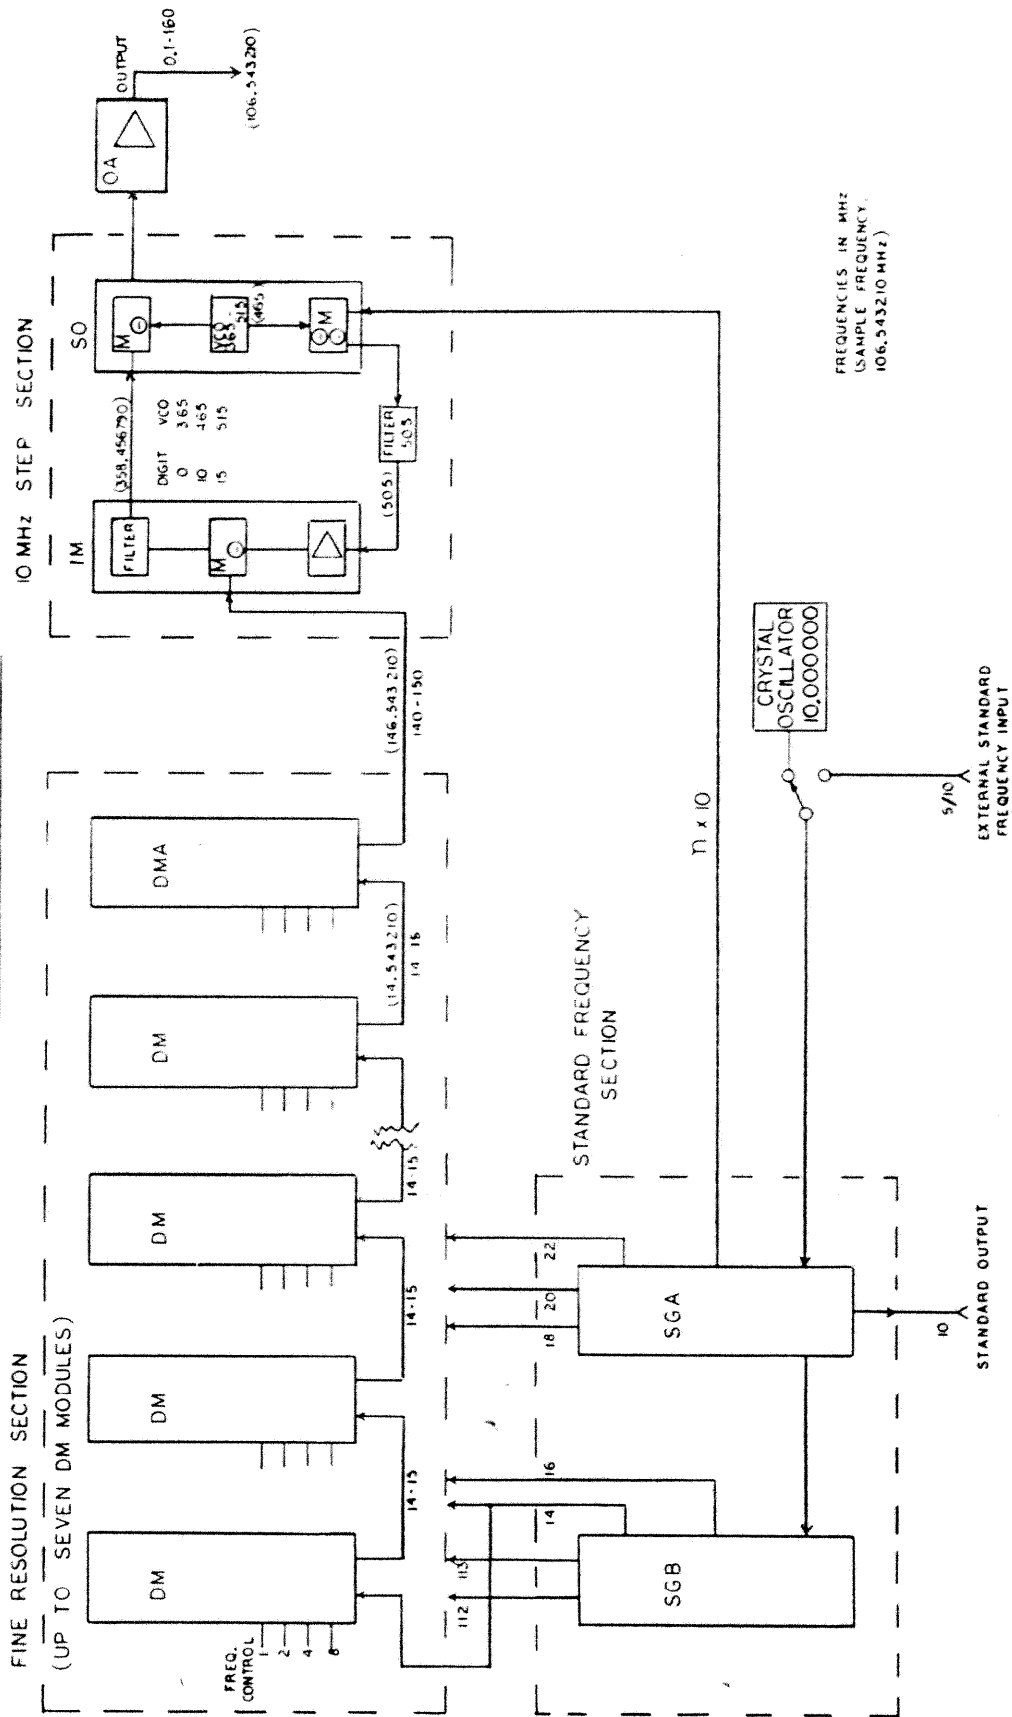 FINE RESOLUTION SECTION
(UP TO SEVEN DM MODULES)
FREQ.
CONTROL
1
2
4
8
DM
14-15
DM
14-15
DM
14-15
DM
(14.543210)
14-15
DMA
(146.543210)
140-150
10 MHz STEP SECTION
IM
FILTER
M
-
(358.456790)
DIGIT VCO
0 365
10 465
15 515
(505)
FILTER
505
SO
M
-
VCO
365-
515
(465)
M
OA
OUTPUT
0.1-160
(106.543210)
STANDARD FREQUENCY
SECTION
112
113
14
16
18
20
22
SGB
SGA
n x 10
10
STANDARD OUTPUT
CRYSTAL
OSCILLATOR
10,000000
5/10
EXTERNAL STANDARD
FREQUENCY INPUT
FREQUENCIES IN MHz
(SAMPLE FREQUENCY.
106.543210 MHz)